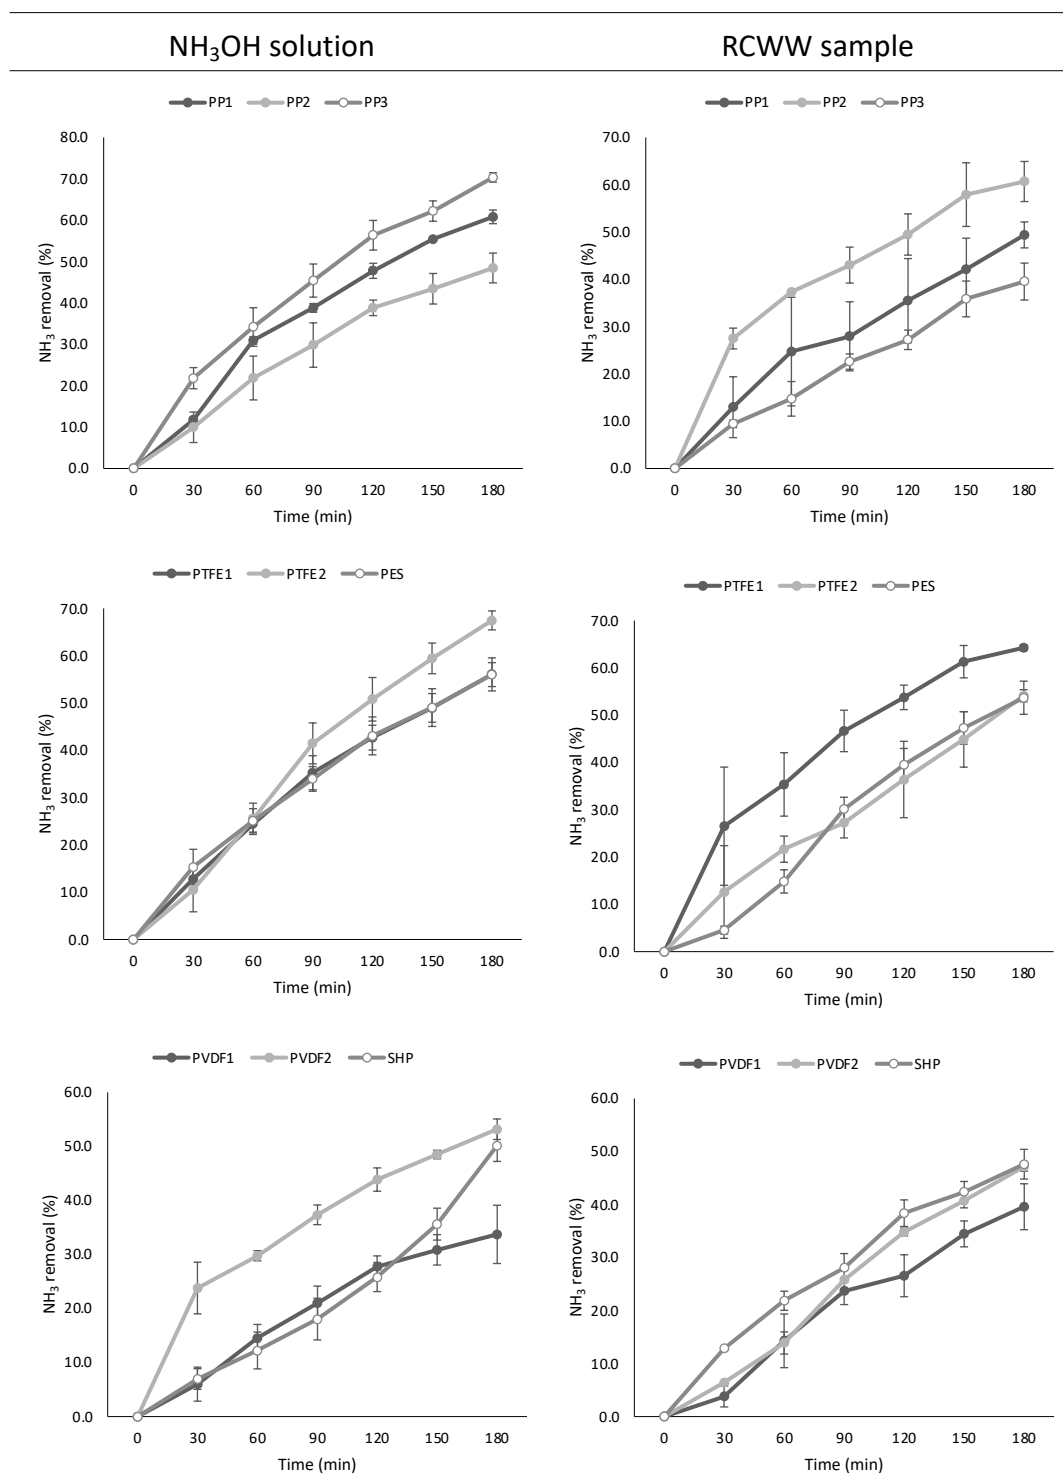 NH₃OH solution
RCWW sample
PP1 PP2 PP3
80.0
70.0
60.0
50.0
40.0
30.0
20.0
10.0
0.0
NH₃ removal (%)
0 30 60 90 120 150 180
Time (min)
PP1 PP2 PP3
70.0
60.0
50.0
40.0
30.0
20.0
10.0
0.0
NH₃ removal (%)
0 30 60 90 120 150 180
Time (min)
PTFE1 PTFE2 PES
70.0
60.0
50.0
40.0
30.0
20.0
10.0
0.0
NH₃ removal (%)
0 30 60 90 120 150 180
Time (min)
PTFE1 PTFE2 PES
70.0
60.0
50.0
40.0
30.0
20.0
10.0
0.0
NH₃ removal (%)
0 30 60 90 120 150 180
Time (min)
PVDF1 PVDF2 SHP
60.0
50.0
40.0
30.0
20.0
10.0
0.0
NH₃ removal (%)
0 30 60 90 120 150 180
Time (min)
PVDF1 PVDF2 SHP
60.0
50.0
40.0
30.0
20.0
10.0
0.0
NH₃ removal (%)
0 30 60 90 120 150 180
Time (min)